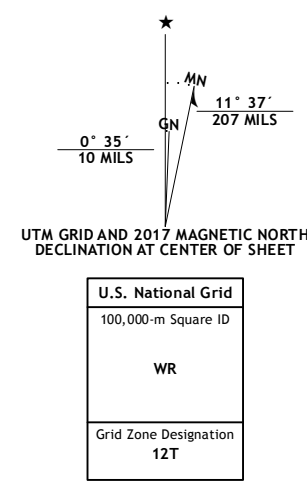 ★
MN
GN
11° 37´
207 MILS
0° 35´
10 MILS
UTM GRID AND 2017 MAGNETIC NORTH
DECLINATION AT CENTER OF SHEET
U.S. National Grid
100,000-m Square ID
WR
Grid Zone Designation
12T